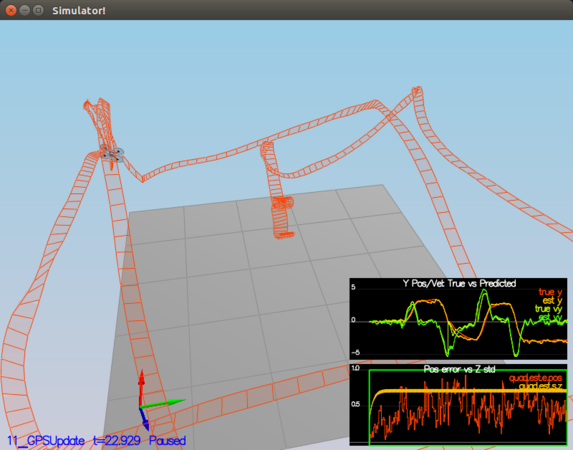 Simulator!
Y Pos/Vel: True vs Predicted
5
true y
est y
true vy
0
est vy
-5
Pos error vs Z std
1.0
quad.est.e.pos
quad.est.s.z
0.5
11_GPSUpdate t=22.929 Paused